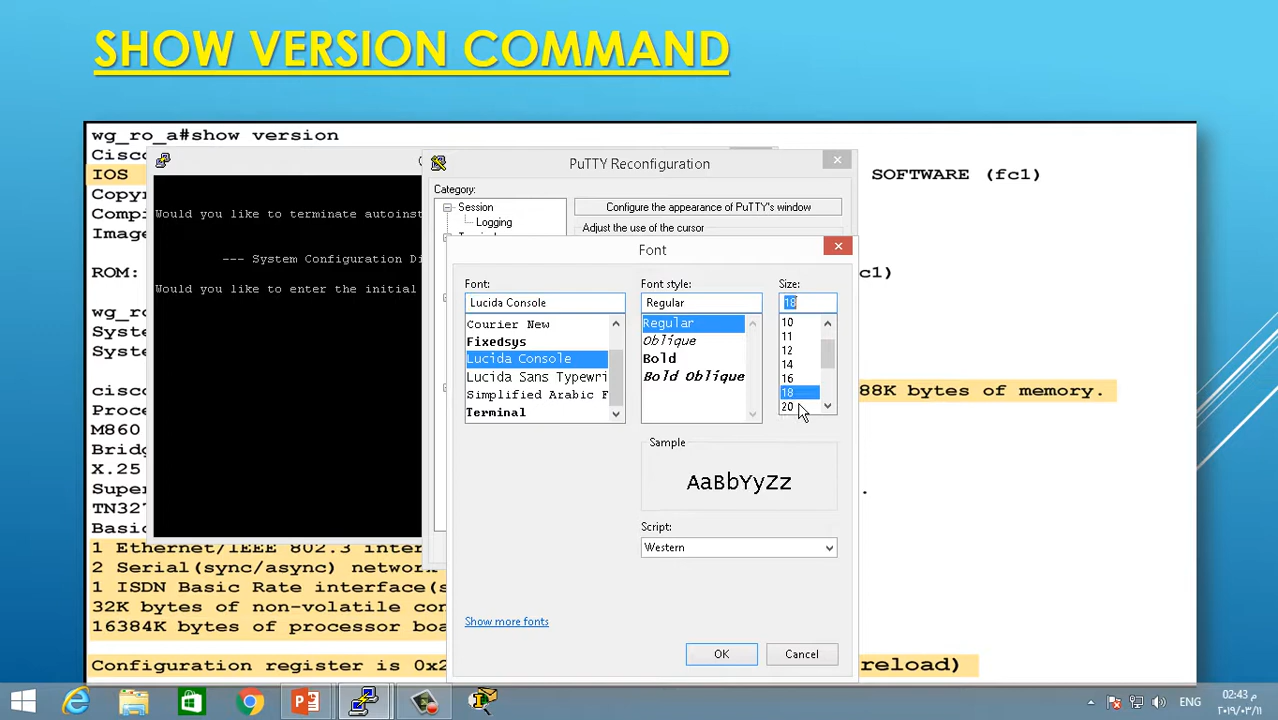 SHOW VERSION COMMAND
wg_ro_a#show version
Cisc
IOS
SOFTWARE (fc1)
Copyr
Compi
Image
ROM:
c1)
wg_ro
Syste
Syste
cisco
88K bytes of memory.
Proce
M860
Bridg
X.25
Super
.
TN327
Basic
1 Ethernet/IEEE 802.3 inter
2 Serial(sync/async) network
1 ISDN Basic Rate interface(s
32K bytes of non-volatile con
16384K bytes of processor boa
Configuration register is 0x2
reload)
Would you like to terminate autoinst
--- System Configuration Di
Would you like to enter the initial
PuTTY Reconfiguration
Category:
Session
Logging
Configure the appearance of PuTTY's window
Adjust the use of the cursor
Font
Font:
Lucida Console
Courier New
Fixedsys
Lucida Console
Lucida Sans Typewri
Simplified Arabic F
Terminal
Font style:
Regular
Regular
Oblique
Bold
Bold Oblique
Size:
18
10
11
12
14
16
18
20
Sample
AaBbYyZz
Script:
Western
Show more fonts
OK
Cancel
ENG
02:43 م
٢٠١٩/٠٣/١١